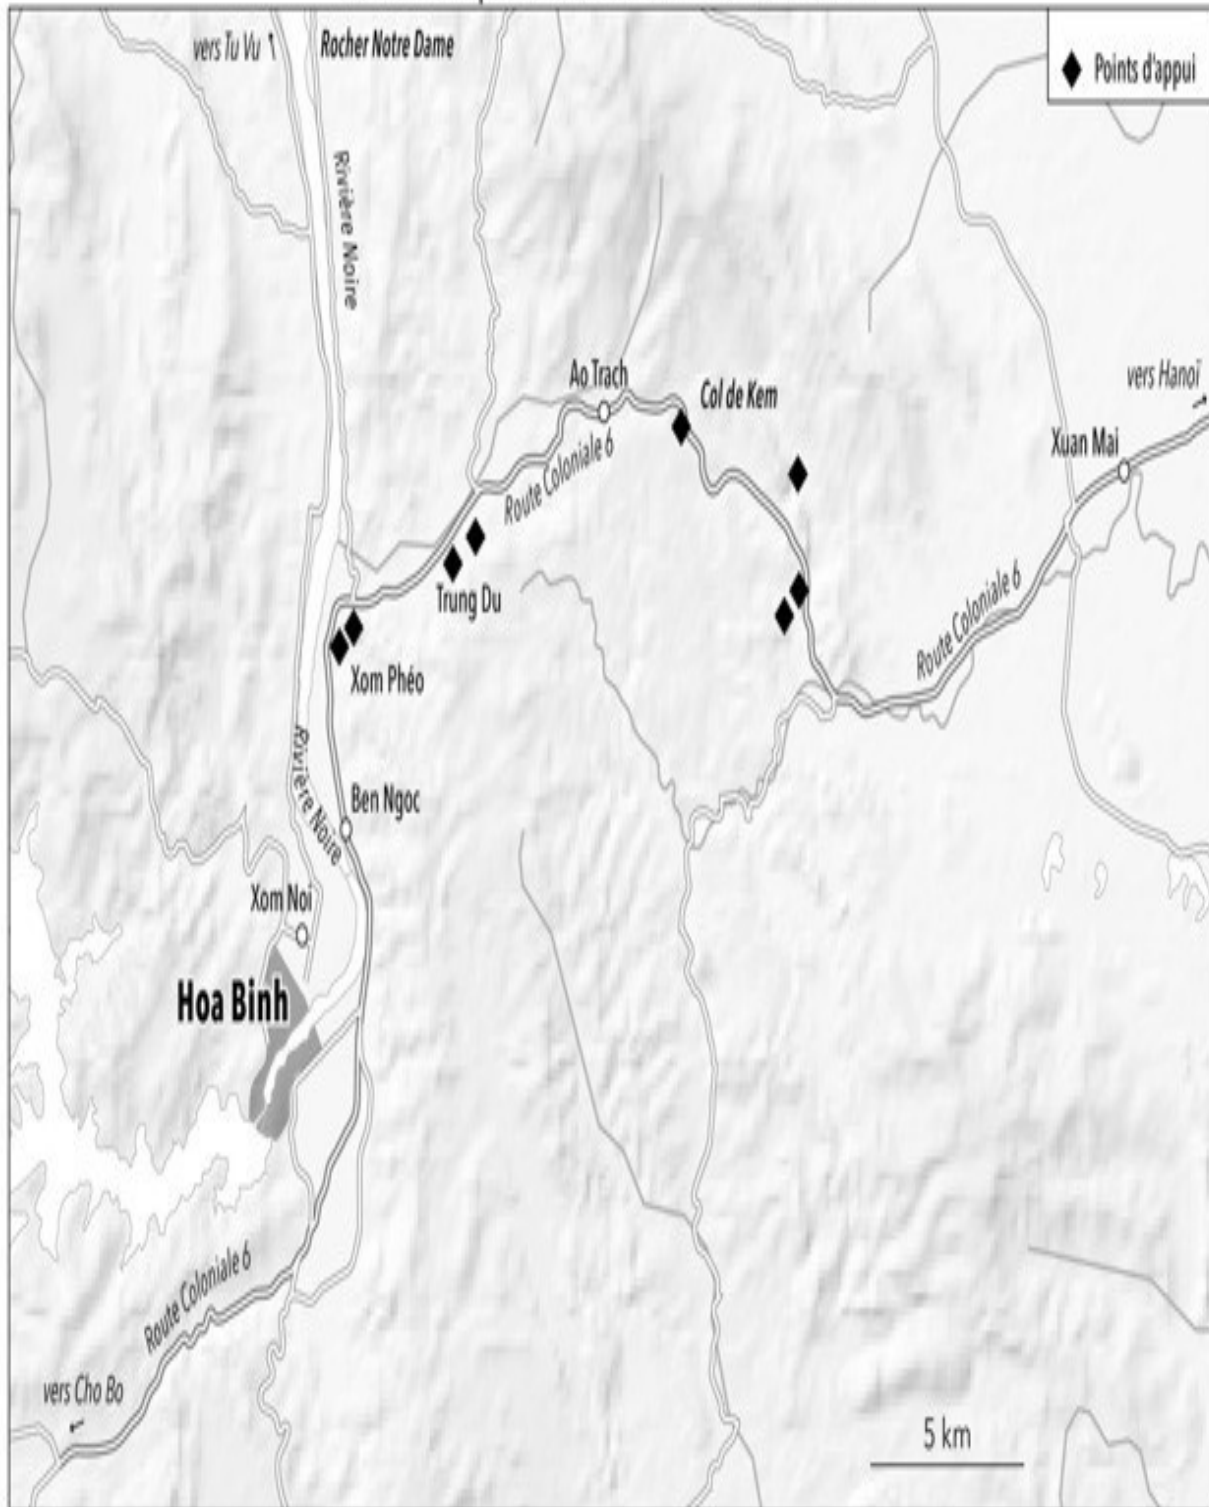 vers Tu Vu
Rocher Notre Dame
Points d'appui
Rivière Noire
Ao Trach
Col de Kem
vers Hanoï
Xuan Mai
Route Coloniale 6
Trung Du
Route Coloniale 6
Xom Phéo
Rivière Noire
Ben Ngoc
Xom Noi
Hoa Binh
Route Coloniale 6
vers Cho Bo
5 km